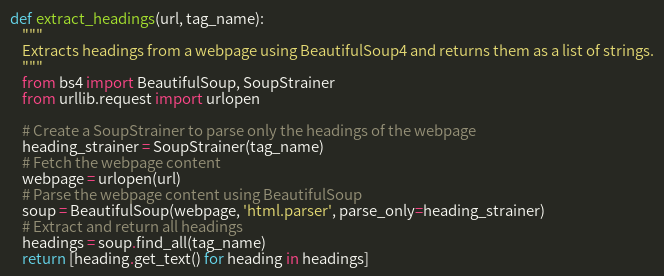 def extract_headings(url, tag_name):
    """
    Extracts headings from a webpage using BeautifulSoup4 and returns them as a list of strings.
    """
    from bs4 import BeautifulSoup, SoupStrainer
    from urllib.request import urlopen

    # Create a SoupStrainer to parse only the headings of the webpage
    heading_strainer = SoupStrainer(tag_name)
    # Fetch the webpage content
    webpage = urlopen(url)
    # Parse the webpage content using BeautifulSoup
    soup = BeautifulSoup(webpage, 'html.parser', parse_only=heading_strainer)
    # Extract and return all headings
    headings = soup.find_all(tag_name)
    return [heading.get_text() for heading in headings]